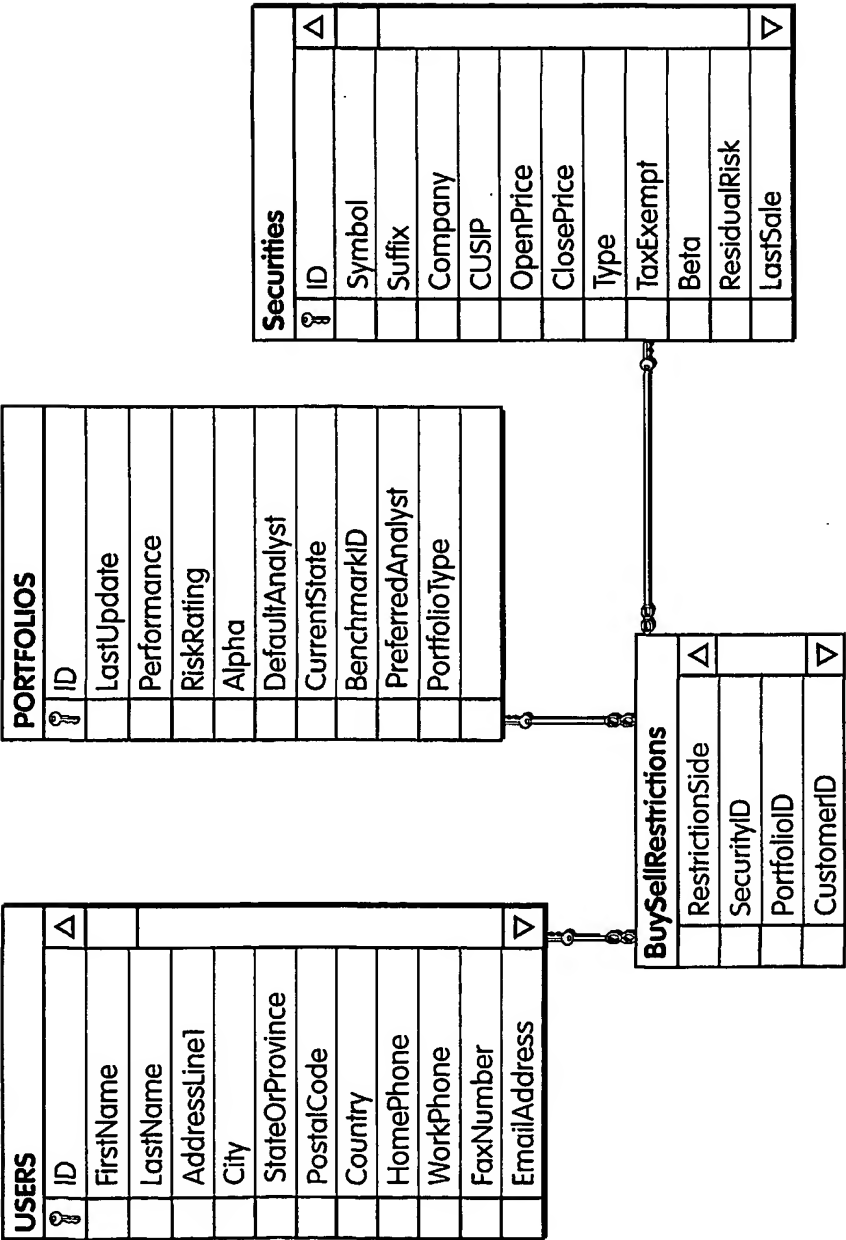 USERS
ID
FirstName
LastName
AddressLine1
City
StateOrProvince
PostalCode
Country
HomePhone
WorkPhone
FaxNumber
EmailAddress
PORTFOLIOS
ID
LastUpdate
Performance
RiskRating
Alpha
DefaultAnalyst
CurrentState
BenchmarkID
PreferredAnalyst
PortfolioType
Securities
ID
Symbol
Suffix
Company
CUSIP
OpenPrice
ClosePrice
Type
TaxExempt
Beta
ResidualRisk
LastSale
BuySellRestrictions
RestrictionSide
SecurityID
PortfolioID
CustomerID